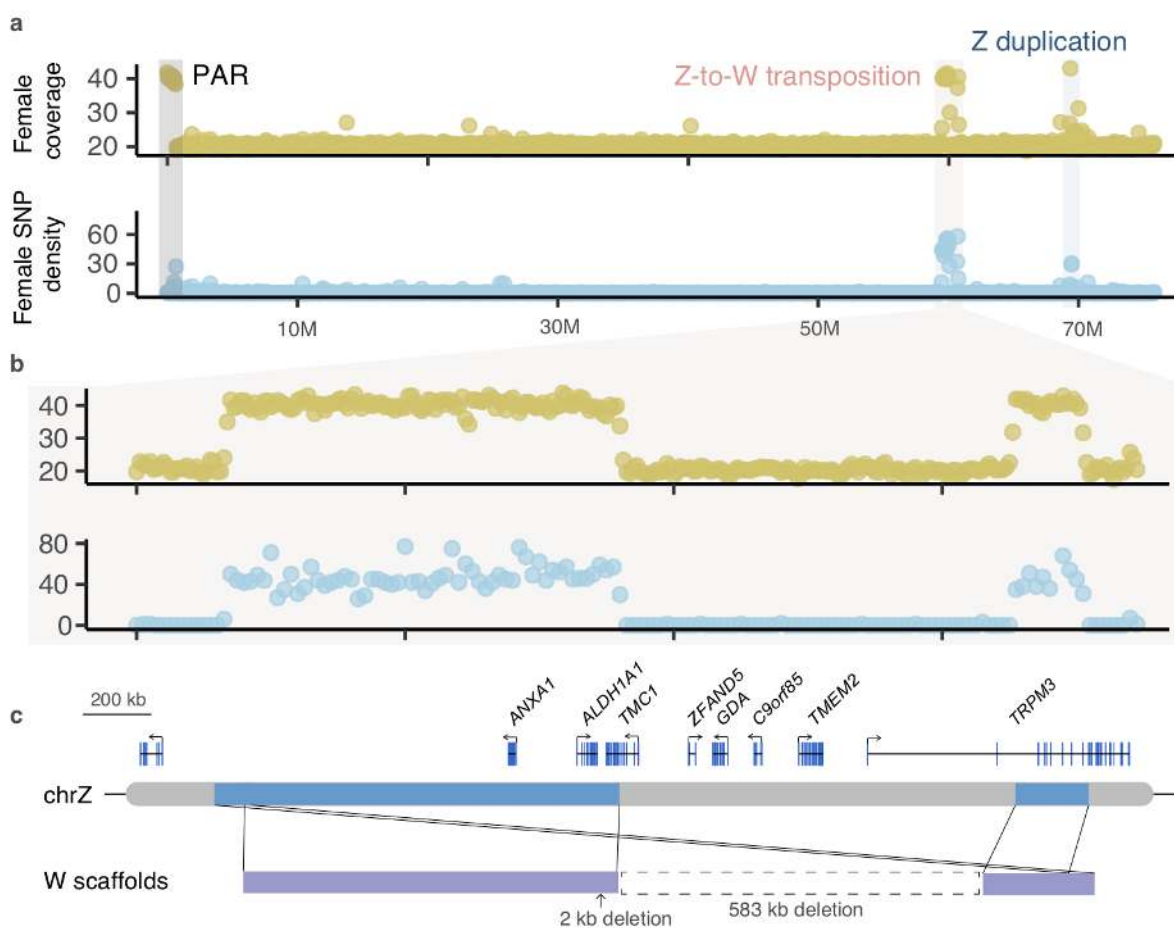 a
Z duplication
PAR
Z-to-W transposition
Female coverage
40
30
20
Female SNP density
60
30
0
10M
30M
50M
70M
b
40
30
20
80
40
0
c
200 kb
ANXA1
ALDH1A1
TMC1
ZFAND5
GDA
C9orf85
TMEM2
TRPM3
chrZ
W scaffolds
2 kb deletion
583 kb deletion